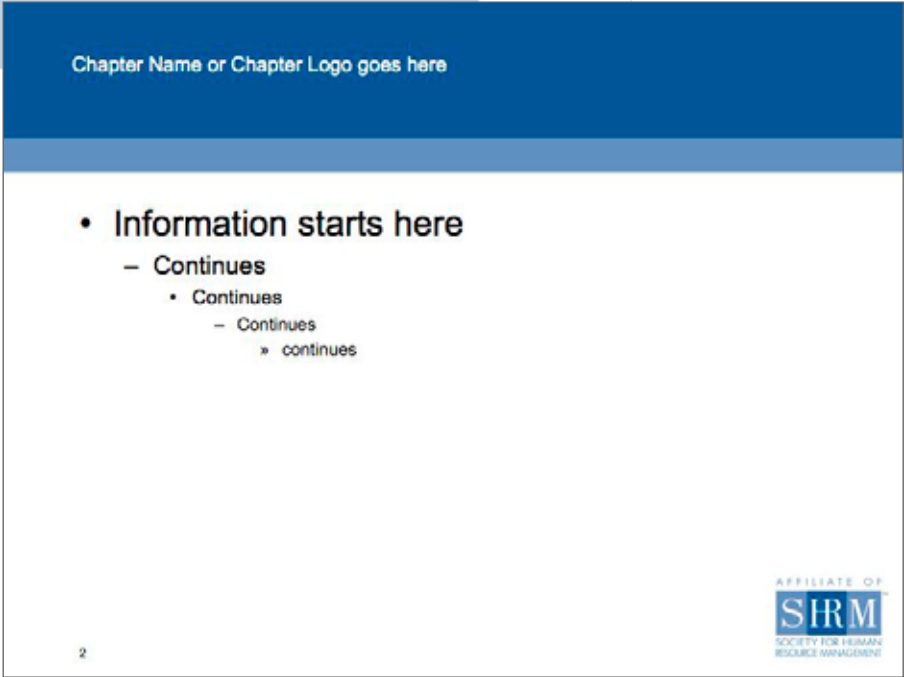 Chapter Name or Chapter Logo goes here
• Information starts here
– Continues
• Continues
– Continues
» continues
AFFILIATE OF
SHRM™
SOCIETY FOR HUMAN
RESOURCE MANAGEMENT
2